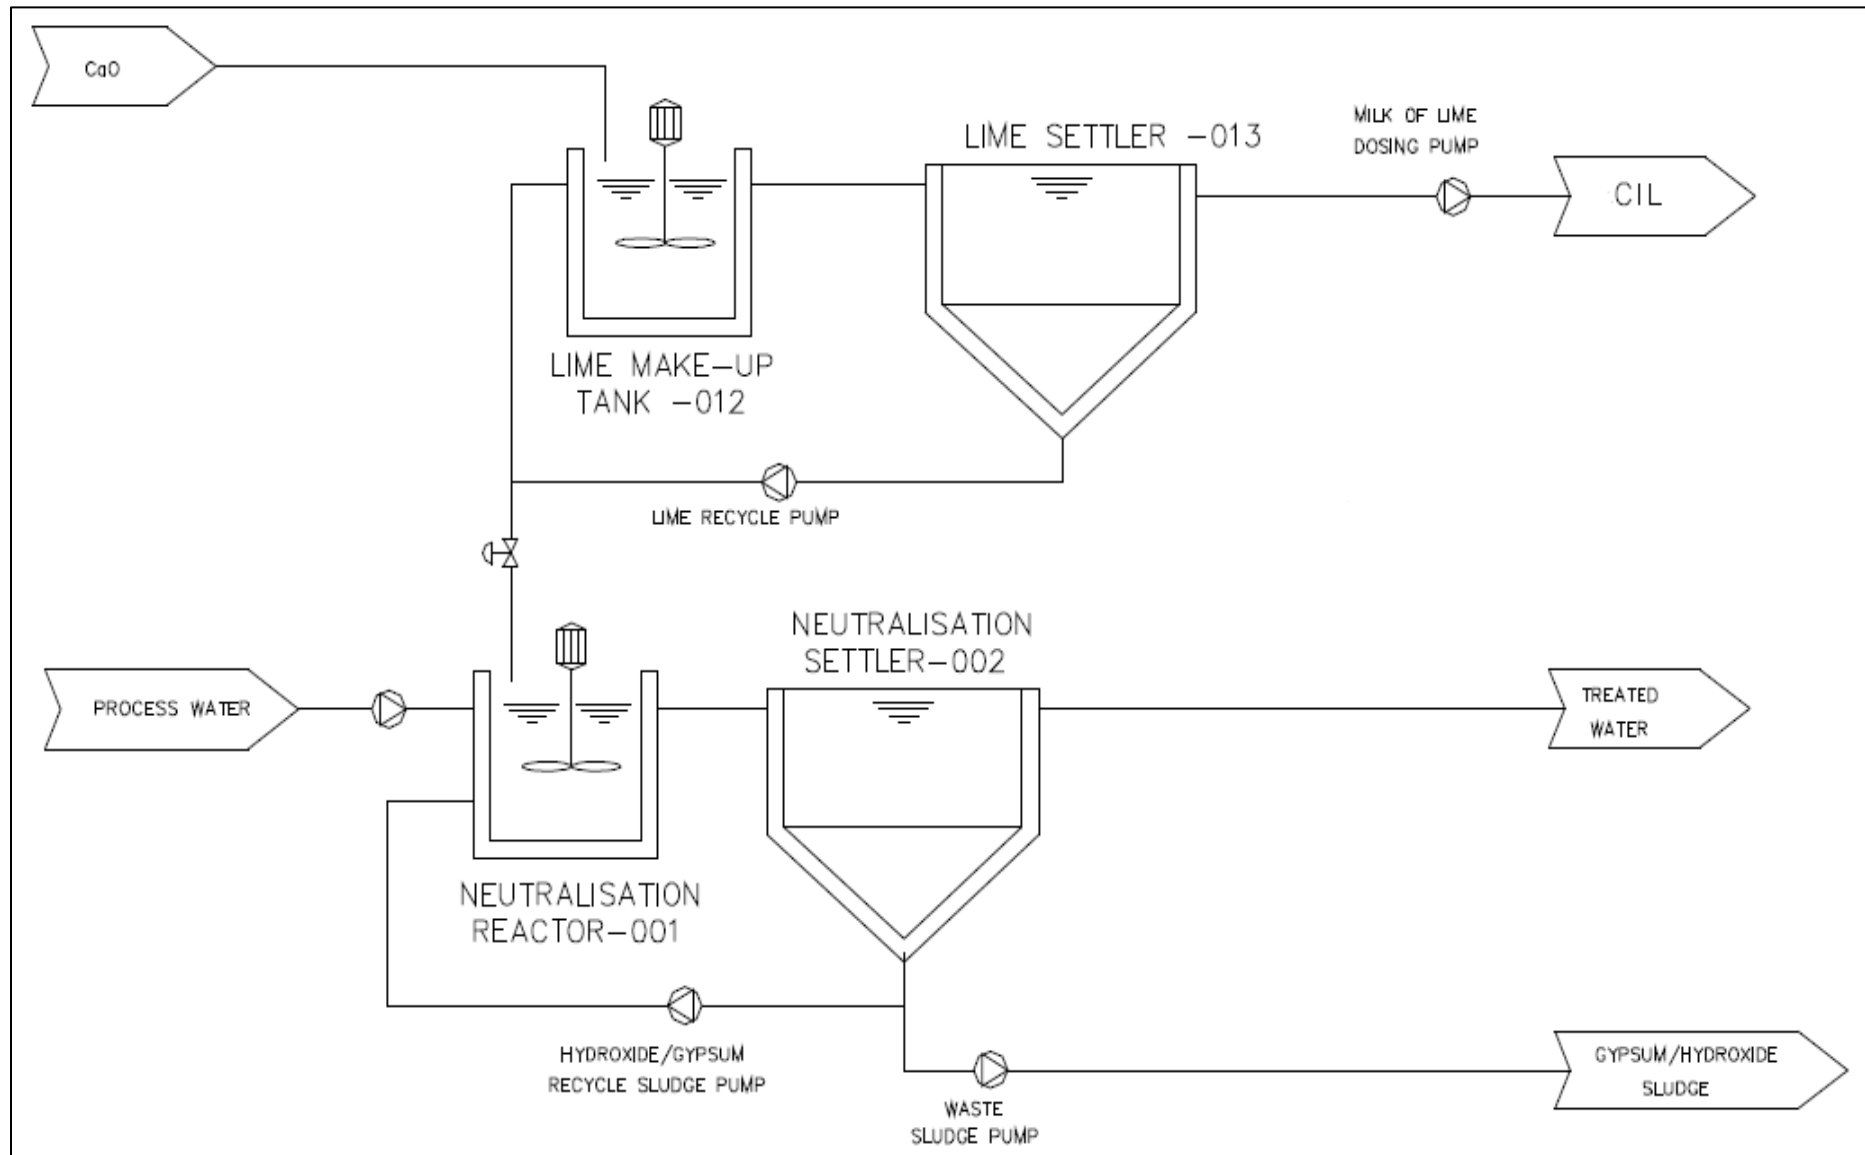 CaO
LIME SETTLER -013
MILK OF LIME
DOSING PUMP
CIL
LIME MAKE-UP
TANK -012
LIME RECYCLE PUMP
NEUTRALISATION
SETTLER-002
PROCESS WATER
TREATED
WATER
NEUTRALISATION
REACTOR-001
HYDROXIDE/GYPSUM
RECYCLE SLUDGE PUMP
GYPSUM/HYDROXIDE
SLUDGE
WASTE
SLUDGE PUMP